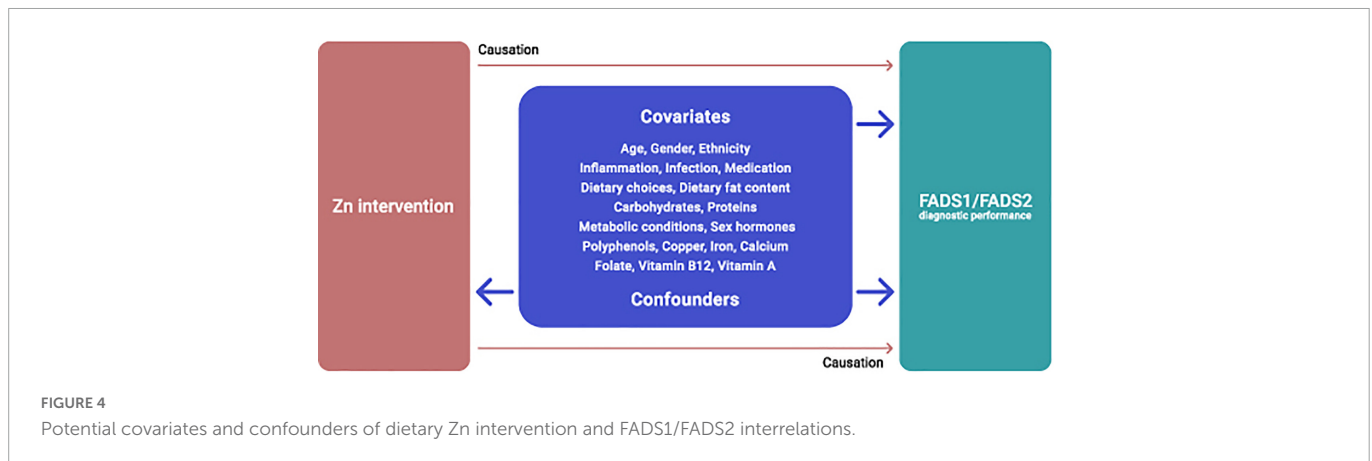 Causation
Covariates
Age, Gender, Ethnicity
Inflammation, Infection, Medication
Dietary choices, Dietary fat content
Carbohydrates, Proteins
Metabolic conditions, Sex hormones
Polyphenols, Copper, Iron, Calcium
Folate, Vitamin B12, Vitamin A
Confounders
Zn intervention
FADS1/FADS2
diagnostic performance
Causation
FIGURE 4
Potential covariates and confounders of dietary Zn intervention and FADS1/FADS2 interrelations.